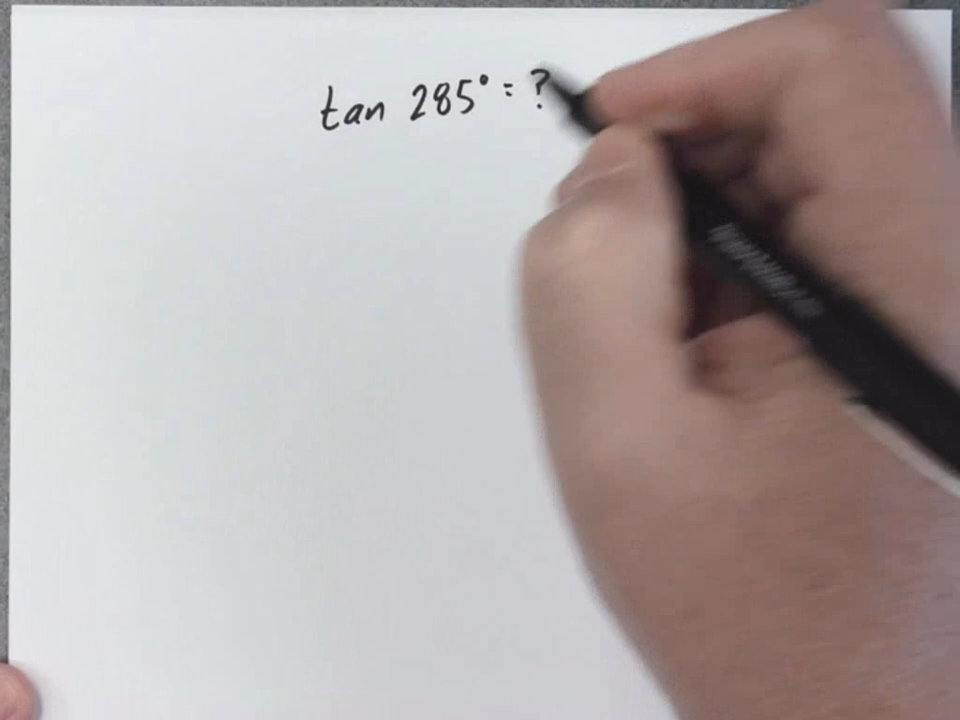 tan 285° = ?